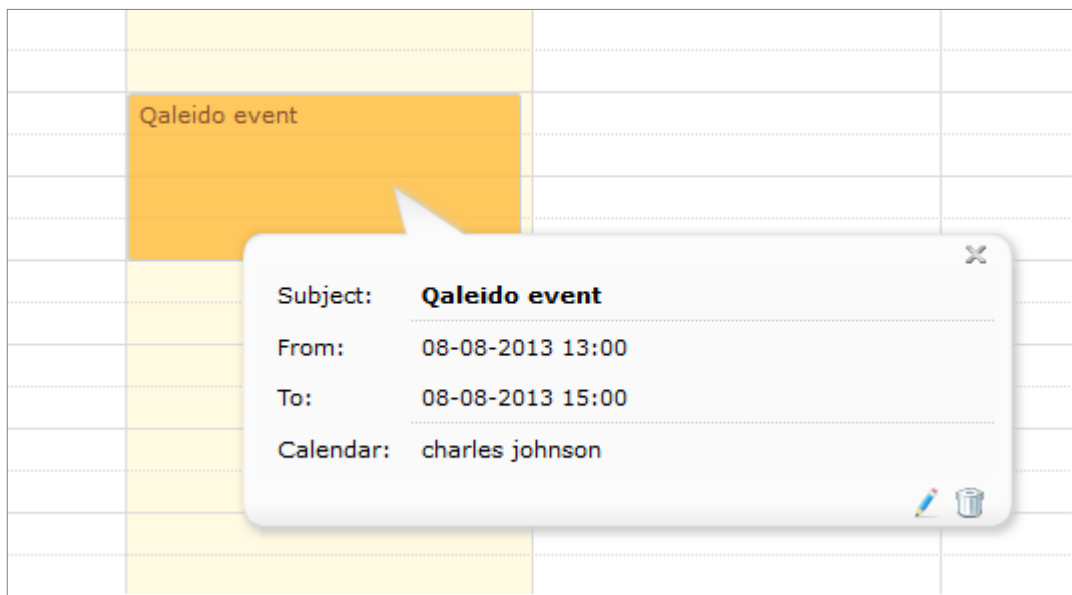 Qaleido event
Subject: Qaleido event
From: 08-08-2013 13:00
To: 08-08-2013 15:00
Calendar: charles johnson